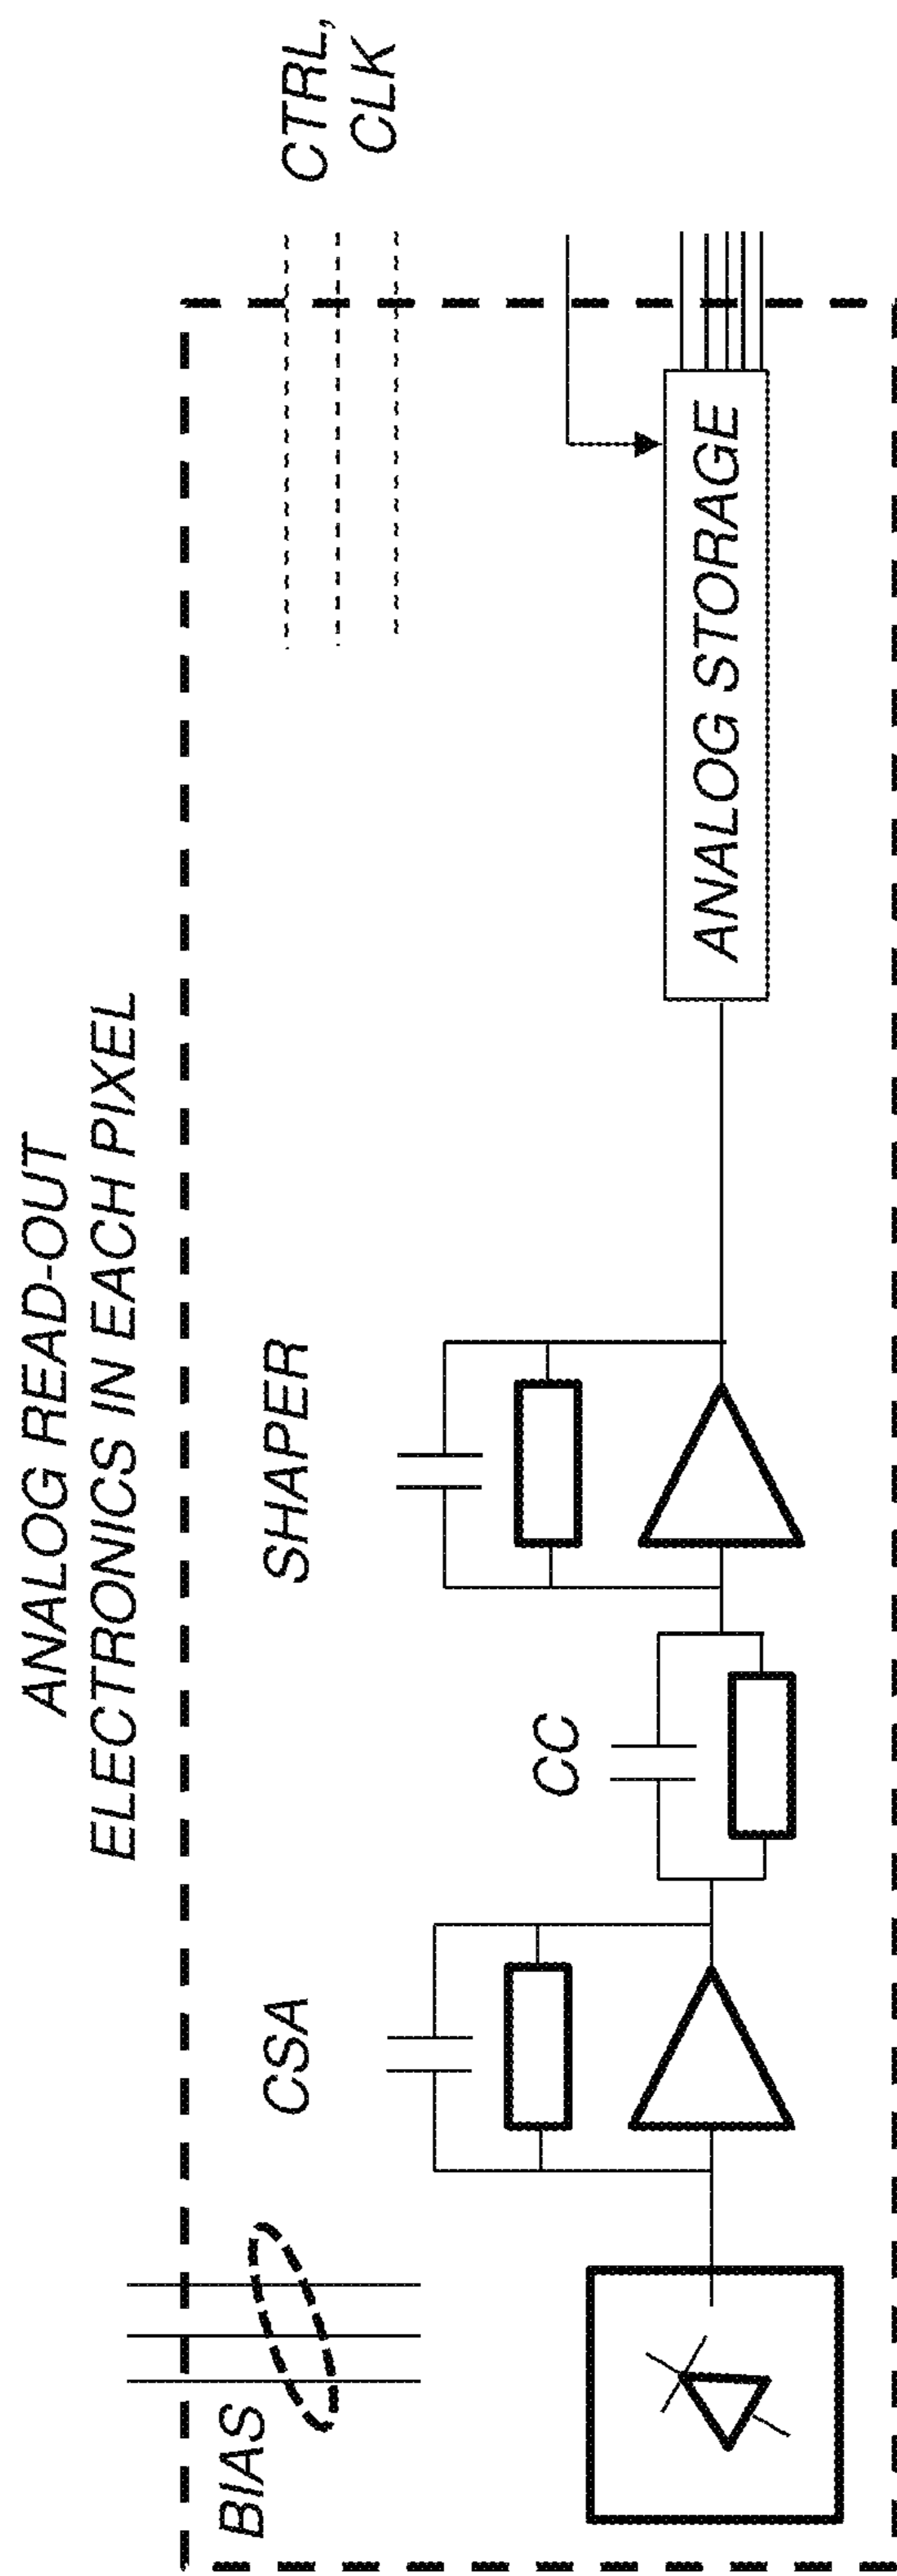 ANALOG READ-OUT
ELECTRONICS IN EACH PIXEL
BIAS
CSA
CC
SHAPER
ANALOG STORAGE
CTRL,
CLK